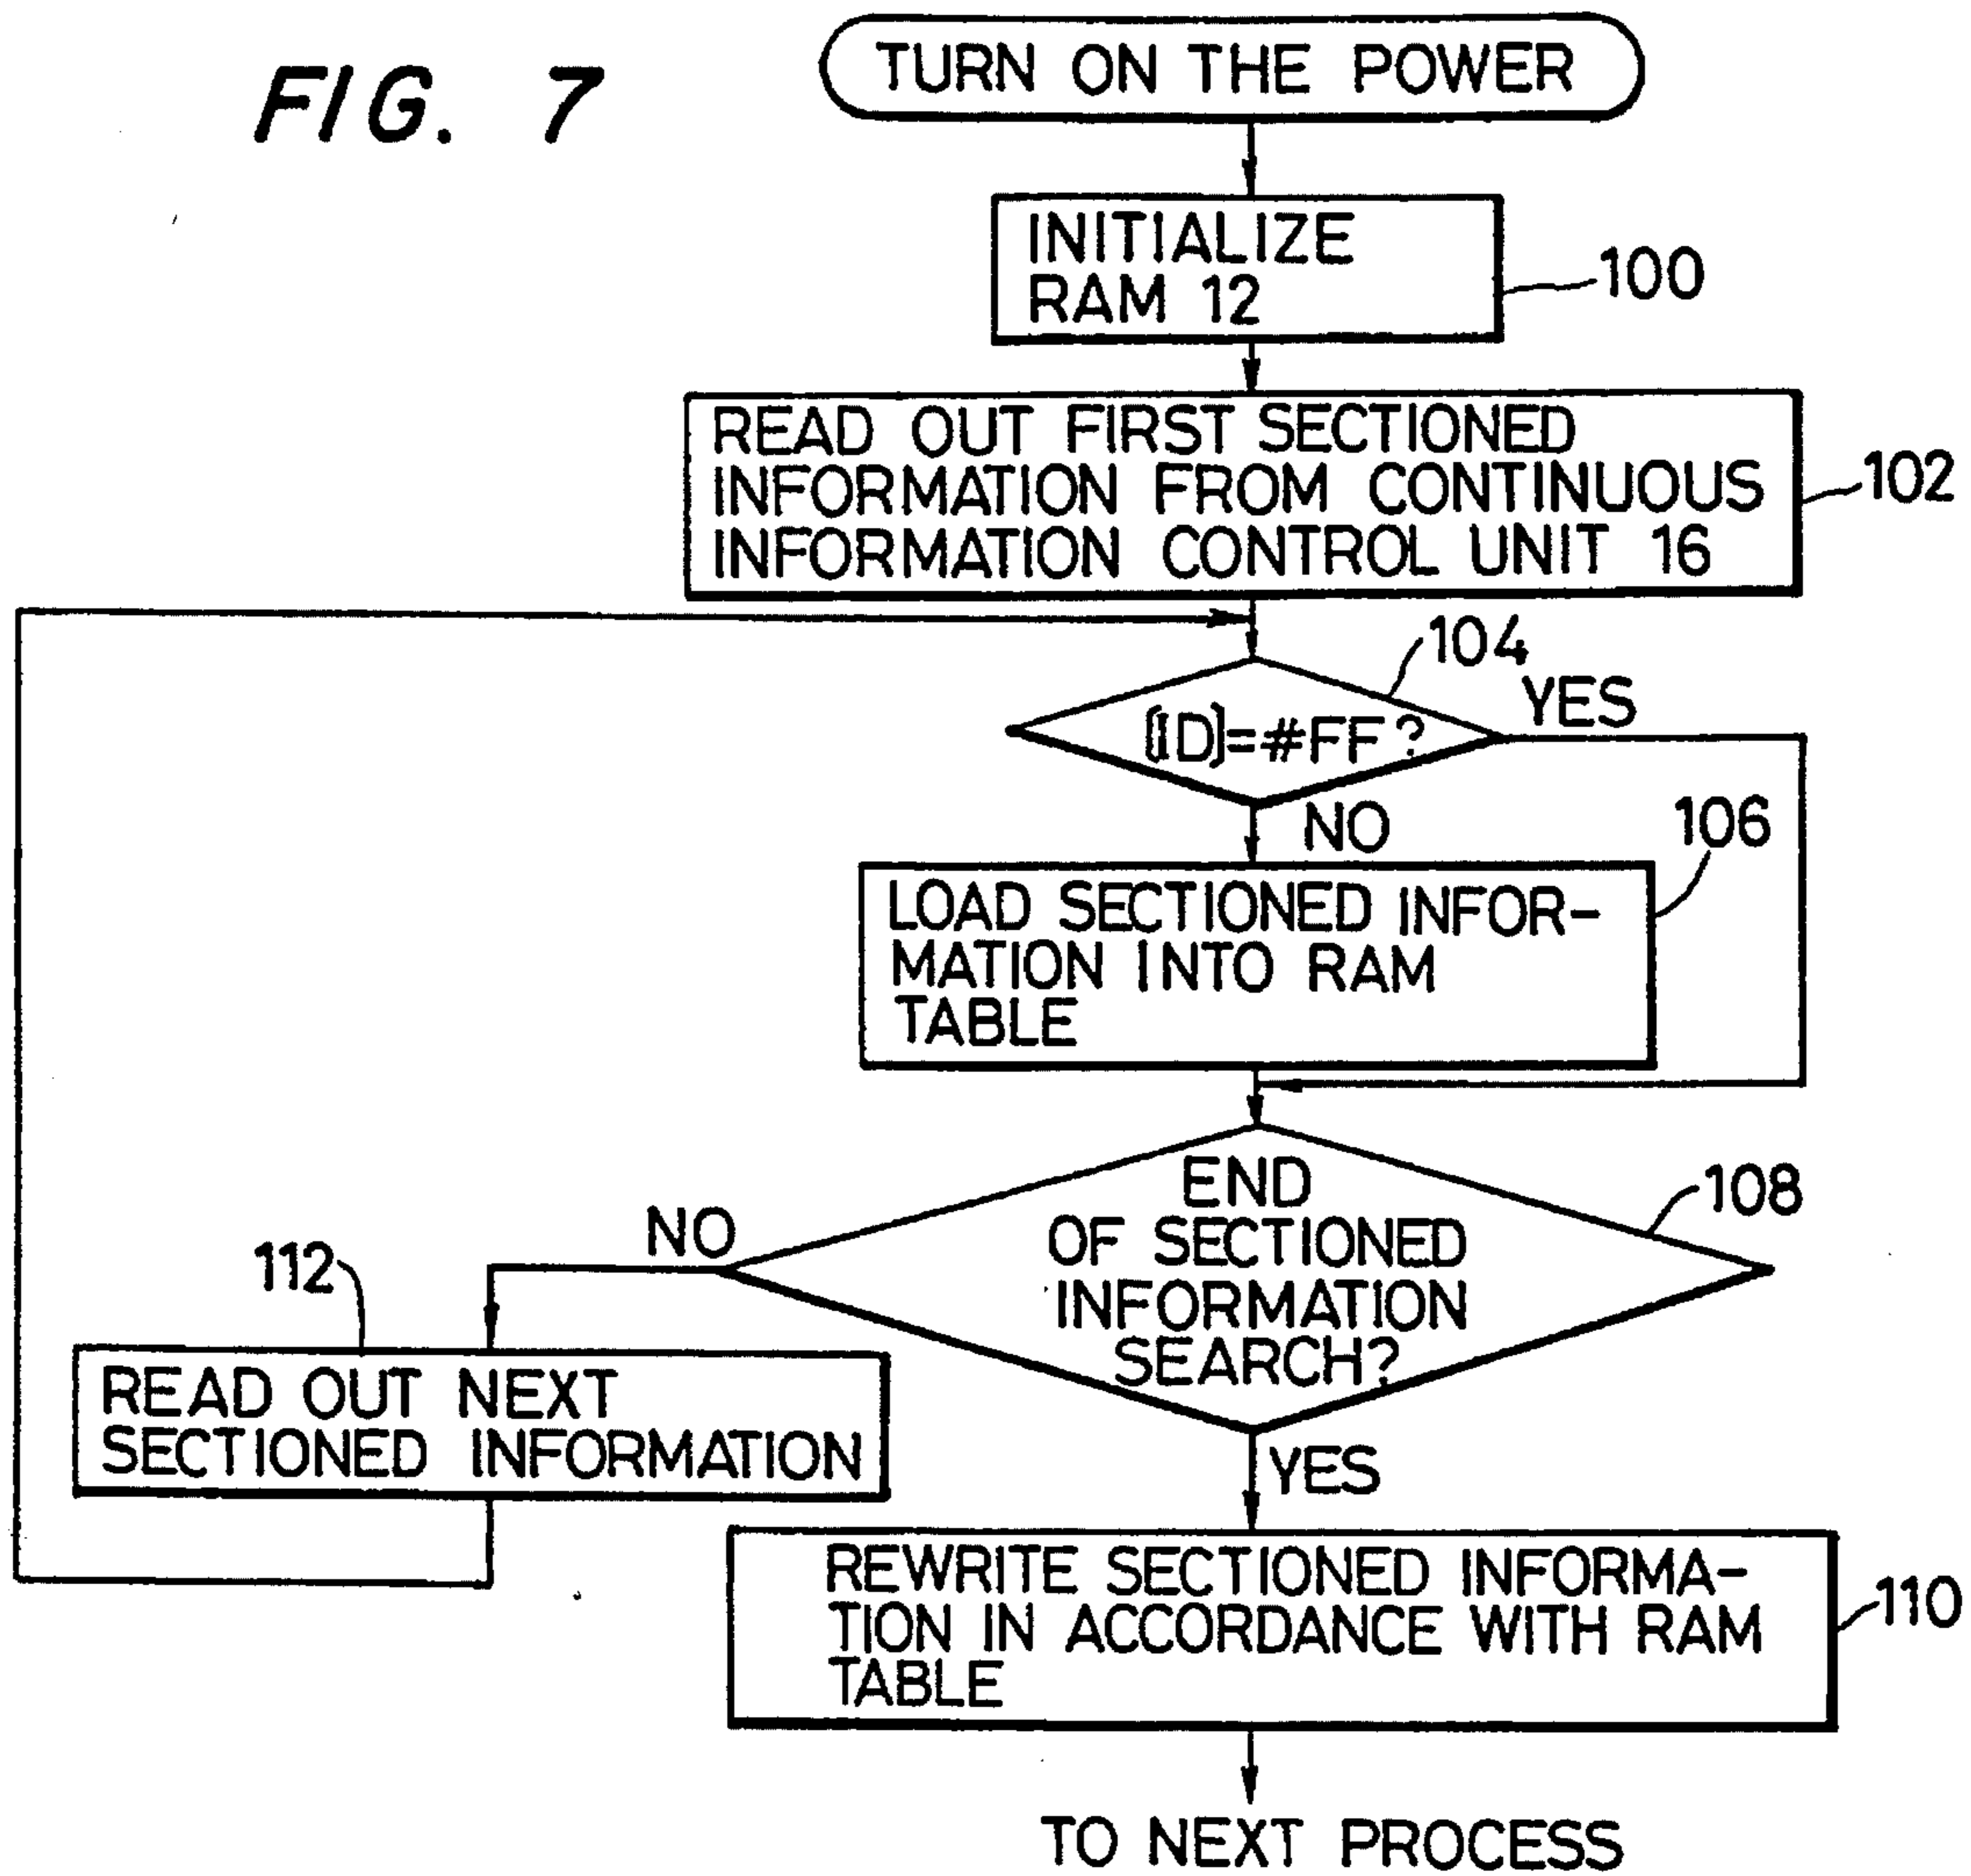 FIG. 7
TURN ON THE POWER
INITIALIZE
RAM 12
100
READ OUT FIRST SECTIONED
INFORMATION FROM CONTINUOUS
INFORMATION CONTROL UNIT 16
102
104
[ID]=#FF?
YES
NO
106
LOAD SECTIONED INFOR-
MATION INTO RAM
TABLE
108
END
OF SECTIONED
INFORMATION
SEARCH?
NO
112
READ OUT NEXT
SECTIONED INFORMATION
YES
REWRITE SECTIONED INFORMA-
TION IN ACCORDANCE WITH RAM
TABLE
110
TO NEXT PROCESS